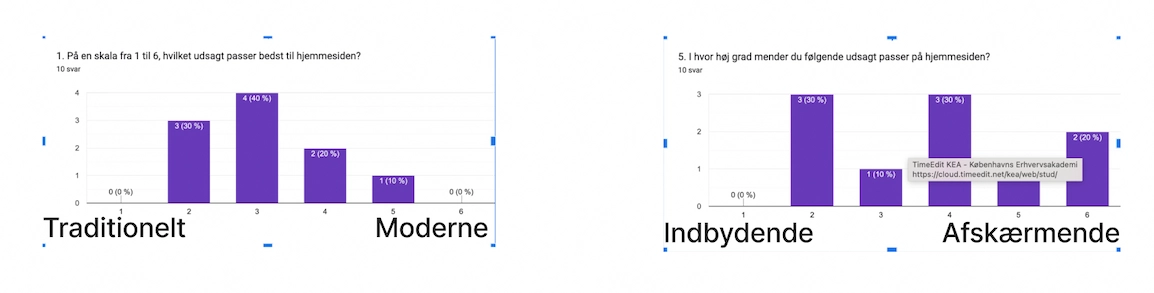 1. På en skala fra 1 til 6, hvilket udsagt passer bedst til hjemmesiden?
10 svar
4
3
2
1
0
0 (0 %)
3 (30 %)
4 (40 %)
2 (20 %)
1 (10 %)
0 (0 %)
1 2 3 4 5 6
Traditionelt Moderne
5. I hvor høj grad mender du følgende udsagt passer på hjemmesiden?
10 svar
3
2
1
0
0 (0 %)
3 (30 %)
1 (10 %)
3 (30 %)
2 (20 %)
TimeEdit KEA – Københavns Erhvervsakademi
https://cloud.timeedit.net/kea/web/stud/
1 2 3 4 5 6
Indbydende Afskærmende